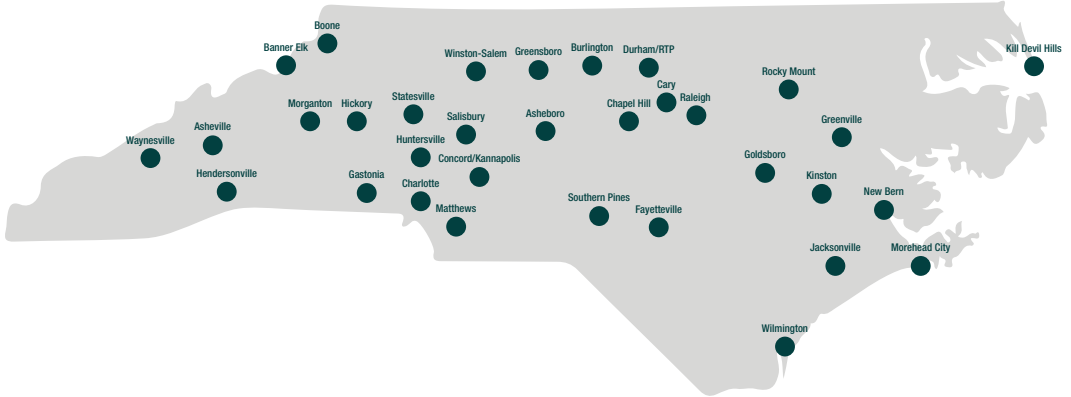 Boone
Banner Elk
Kill Devil Hills
Winston-Salem
Greensboro
Burlington
Durham/RTP
Rocky Mount
Cary
Raleigh
Statesville
Morganton
Hickory
Chapel Hill
Salisbury
Asheboro
Greenville
Asheville
Waynesville
Huntersville
Concord/Kannapolis
Goldsboro
Hendersonville
Gastonia
Charlotte
Kinston
Matthews
Southern Pines
Fayetteville
New Bern
Jacksonville
Morehead City
Wilmington